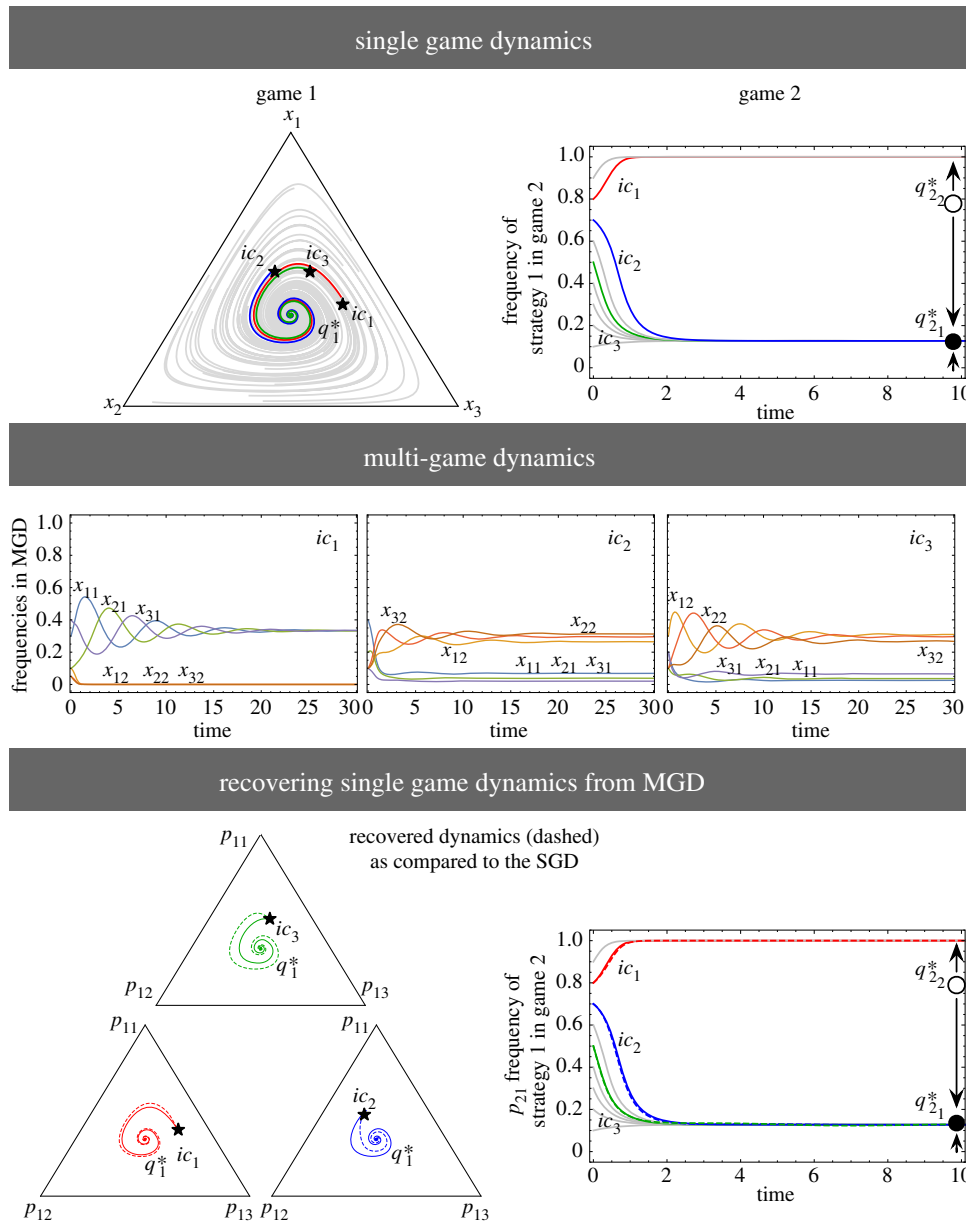 single game dynamics
game 1
x1
x2
x3
ic2
ic3
ic1
q*1
game 2
frequency of
strategy 1 in game 2
1.0
0.8
0.6
0.4
0.2
0
ic1
ic2
ic3
q*22
q*21
0 2 4 6 8 10
time
multi-game dynamics
frequencies in MGD
1.0
0.8
0.4
0.2
0
ic1
x11 x21 x31
x12 x22 x32
0 5 10 15 20 25 30
time
ic2
x32 x22
x12
x11 x21 x31
0 5 10 15 20 25 30
time
ic3
x12 x22
x32
x31 x21 x11
0 5 10 15 20 25 30
time
recovering single game dynamics from MGD
recovered dynamics (dashed)
as compared to the SGD
p11
p12
p13
ic3
q*1
p11
p12
p13
ic1
q*1
p11
p12
p13
ic2
q*1
p21 frequency of
strategy 1 in game 2
1.0
0.8
0.6
0.4
0.2
0
ic1
ic2
ic3
q*22
q*21
0 2 4 6 8 10
time